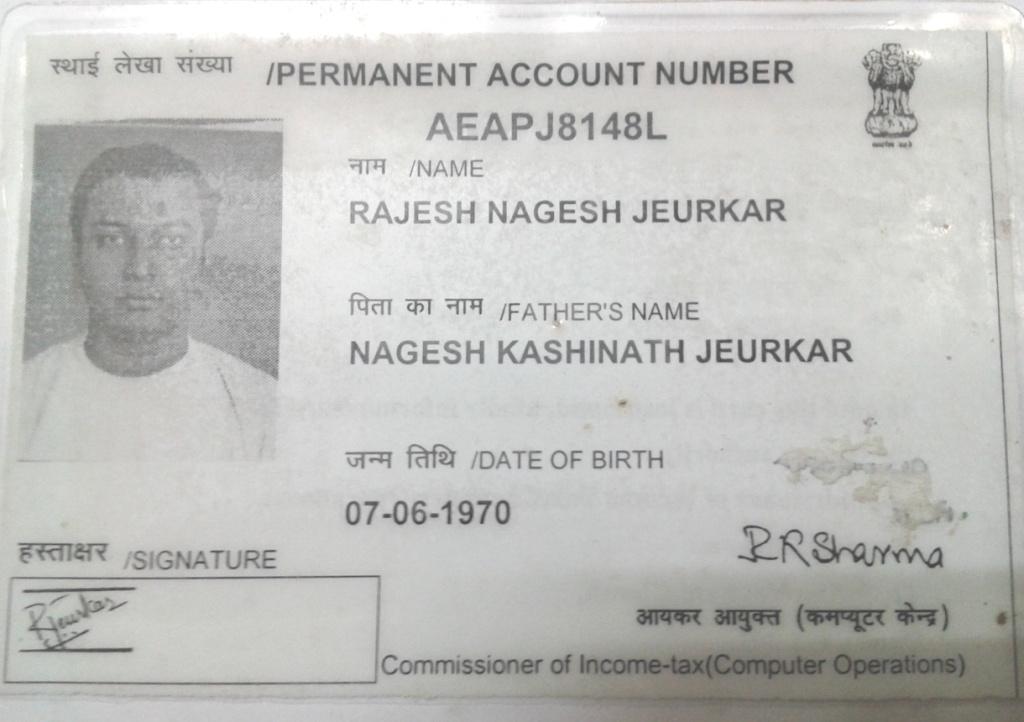 स्थाई लेखा संख्या /PERMANENT ACCOUNT NUMBER
AEAPJ8148L
नाम /NAME
RAJESH NAGESH JEURKAR
पिता का नाम /FATHER'S NAME
NAGESH KASHINATH JEURKAR
जन्म तिथि /DATE OF BIRTH
07-06-1970
हस्ताक्षर /SIGNATURE
RJeurkar
R R Sharma
आयकर आयुक्त (कम्प्यूटर केन्द्र)
Commissioner of Income-tax(Computer Operations)